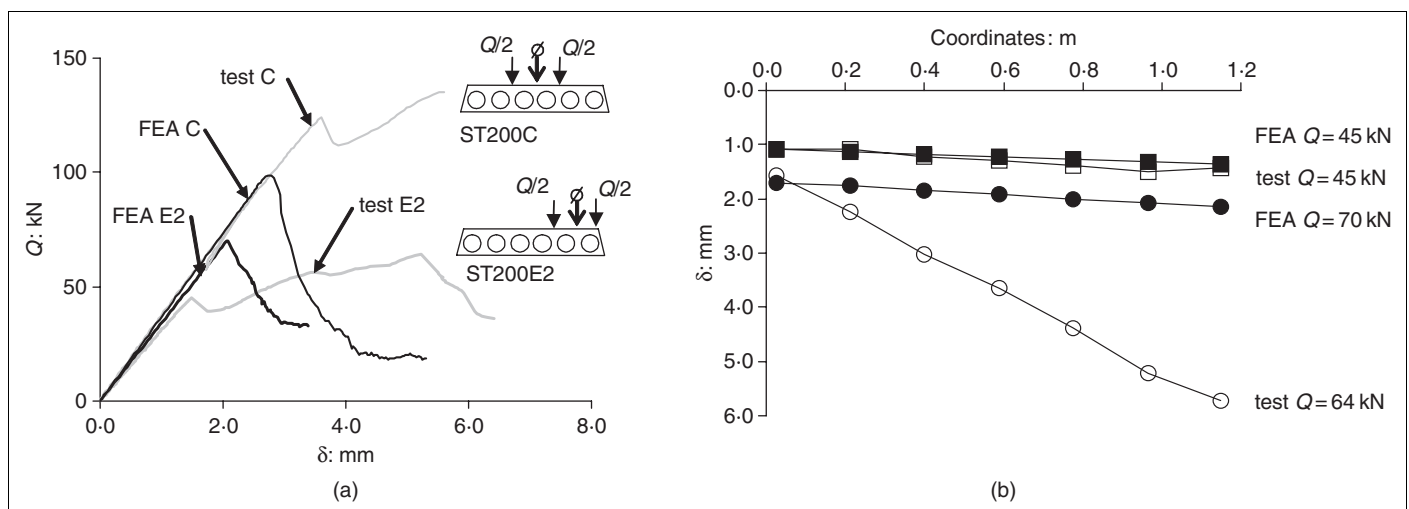 150
100
50
0
Q: kN
0·0 2·0 4·0 6·0 8·0
δ: mm
test C
FEA C
FEA E2
test E2
Q/2 Q/2
ST200C
Q/2 Q/2
ST200E2
(a)
Coordinates: m
0·0 0·2 0·4 0·6 0·8 1·0 1·2
0·0
1·0
2·0
3·0
4·0
5·0
6·0
δ: mm
FEA Q = 45 kN
test Q = 45 kN
FEA Q = 70 kN
test Q = 64 kN
(b)